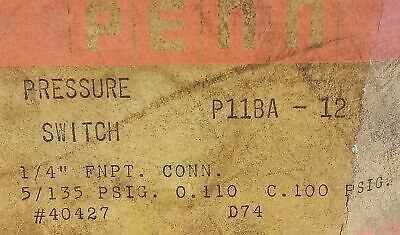 PENN
PRESSURE
SWITCH
P11BA - 12
1/4" FNPT. CONN.
5/135 PSIG. O.110 C.100 PSIG.
#40427 D74